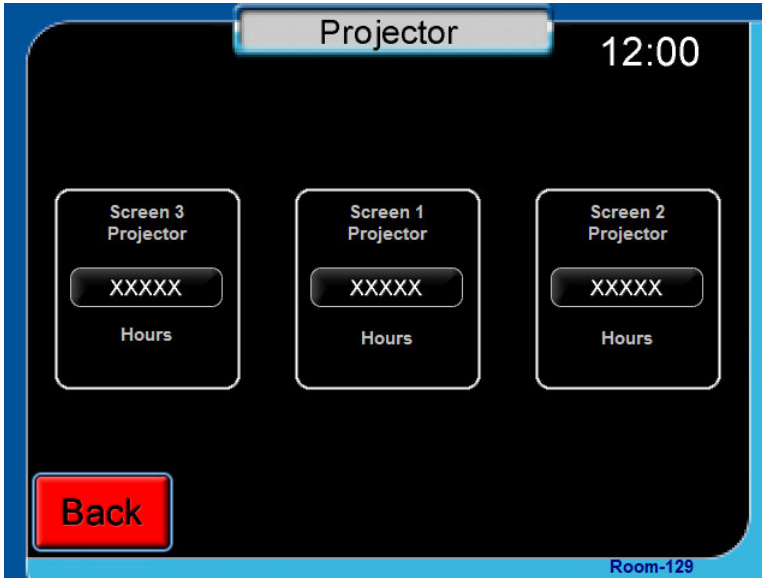 Projector
12:00
Screen 3
Projector
XXXXX
Hours
Screen 1
Projector
XXXXX
Hours
Screen 2
Projector
XXXXX
Hours
Back
Room-129